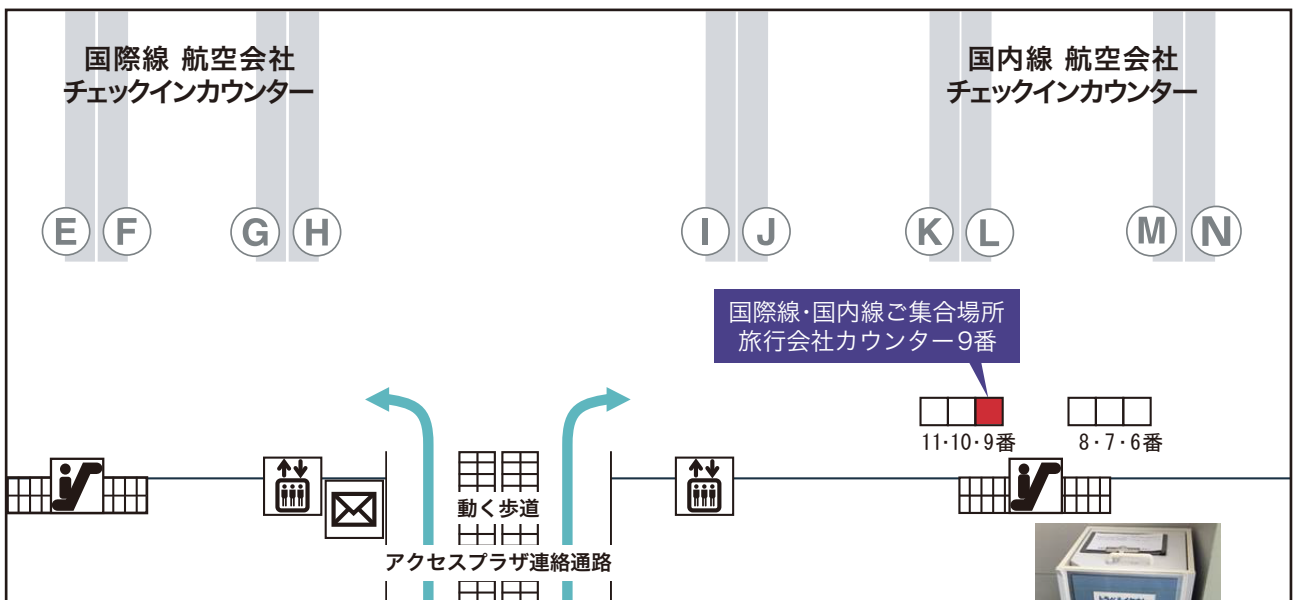 国際線 航空会社
チェックインカウンター
国内線 航空会社
チェックインカウンター
E F G H I J K L M N
国際線・国内線ご集合場所
旅行会社カウンター9番
11・10・9番
8・7・6番
動く歩道
アクセスプラザ連絡通路